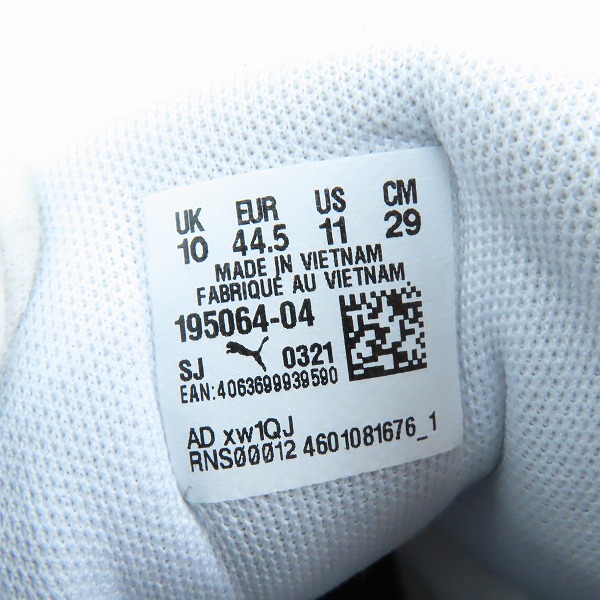 UK EUR US CM
10 44.5 11 29
MADE IN VIETNAM
FABRIQUÉ AU VIETNAM
195064-04
SJ 0321
EAN:4063699939590
AD xw1QJ
RNS00012 4601081676_1